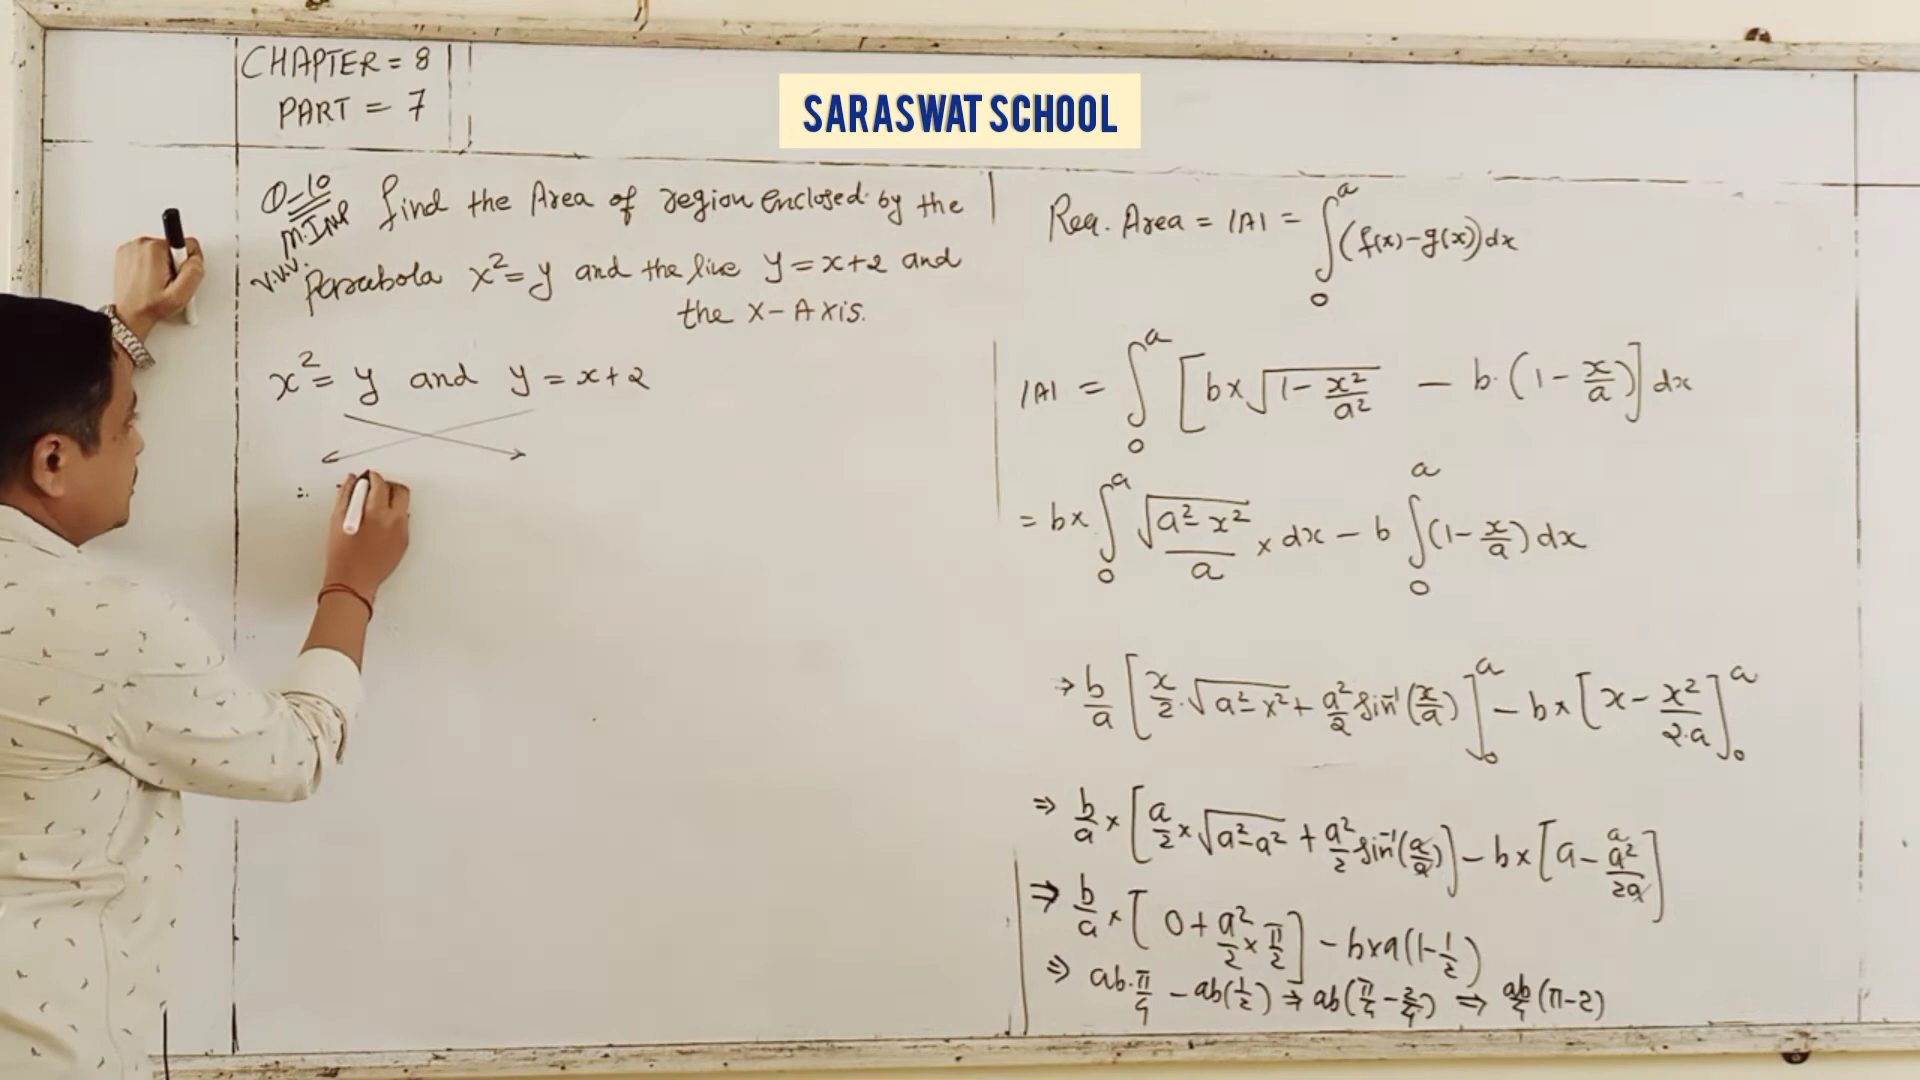 CHAPTER = 8
PART = 7
SARASWAT SCHOOL
Q-10 find the Area of region enclosed by the
M.Imp
V.V.V. Parabola x² = y and the line y = x+2 and
the X-Axis.
x² = y and y = x+2
∴
Req. Area = |A| = ∫₀ᵃ (f(x)-g(x)) dx
|A| = ∫₀ᵃ [b×√(1 - x²/a²) - b·(1 - x/a)] dx
= b× ∫₀ᵃ √(a²-x²)/a × dx - b ∫₀ᵃ (1 - x/a) dx
→ b/a [x/2·√(a²-x²) + a²/2 sin⁻¹(x/a)]₀ᵃ - b×[x - x²/2·a]₀ᵃ
⇒ b/a × [a/2 × √(a²-a²) + a²/2 sin⁻¹(a/a)] - b×[a - a²/2a]
⇒ b/a × [0 + a²/2 × π/2] - b×a(1-1/2)
⇒ ab·π/4 - ab(1/2) ⇒ ab(π/4 - 2/4) ⇒ ab/4 (π-2)